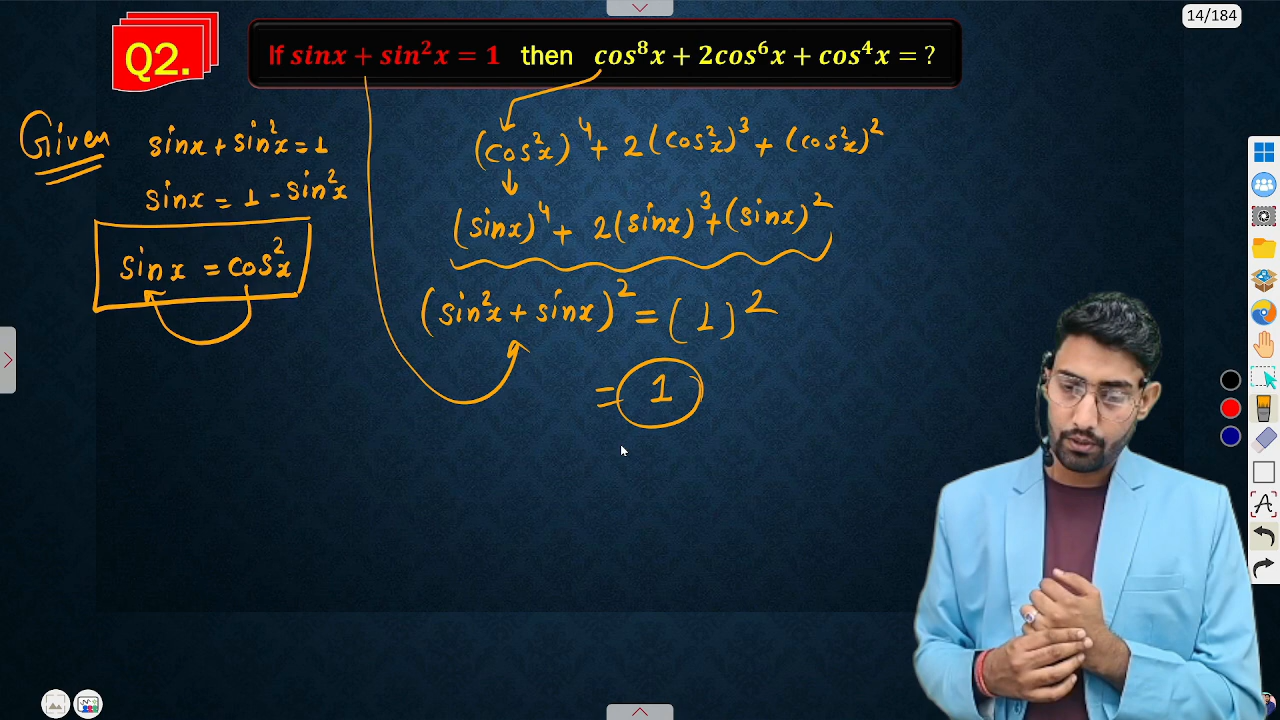 14/184
Q2.
If sinx + sin²x = 1 then cos⁸x + 2cos⁶x + cos⁴x = ?
Given
sinx + sin²x = 1
sinx = 1 - sin²x
sinx = cos²x
(cos²x)⁴ + 2(cos²x)³ + (cos²x)²
(sinx)⁴ + 2(sinx)³ + (sinx)²
(sin²x + sinx)² = (1)²
= 1
A